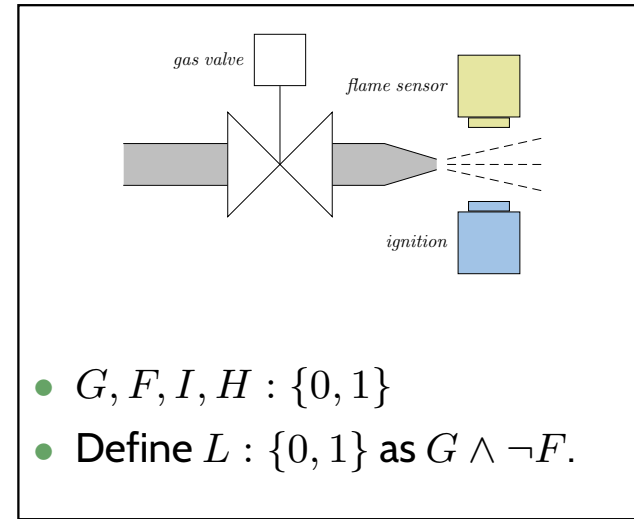 gas valve
flame sensor
ignition
• G, F, I, H : {0, 1}
• Define L : {0, 1} as G ∧ ¬F.